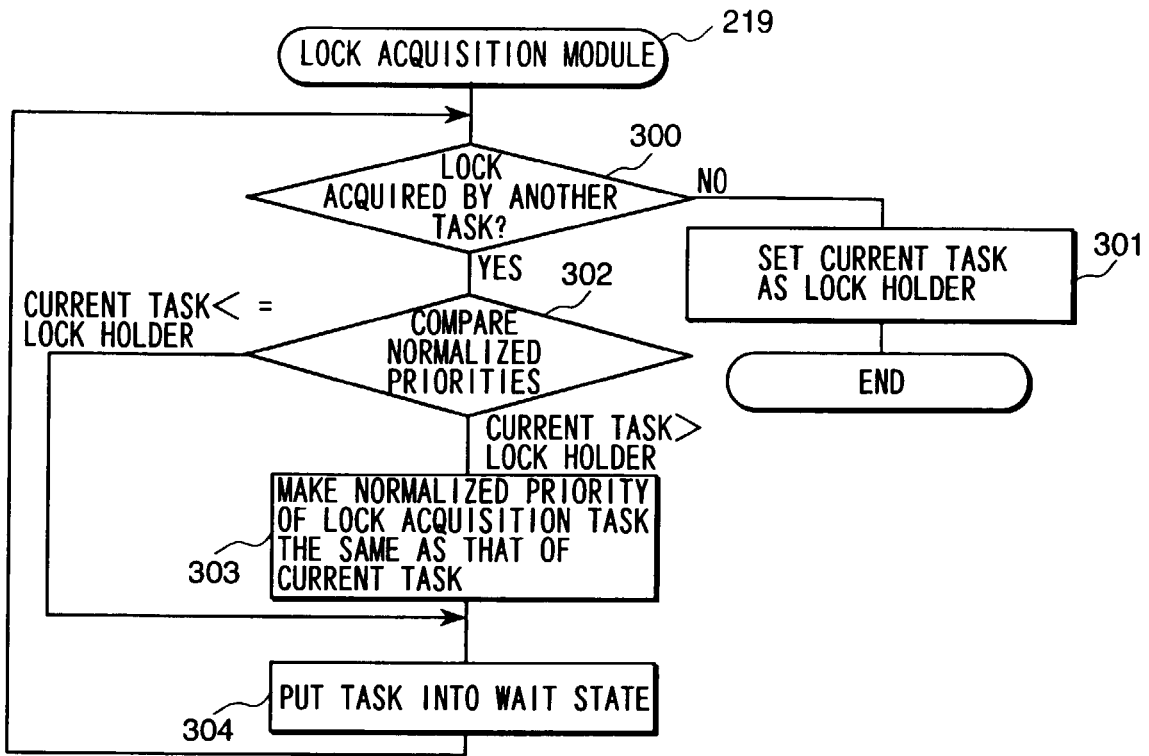 LOCK ACQUISITION MODULE
219
300
LOCK
ACQUIRED BY ANOTHER
TASK?
NO
YES
301
SET CURRENT TASK
AS LOCK HOLDER
END
302
CURRENT TASK< =
LOCK HOLDER
COMPARE
NORMALIZED
PRIORITIES
CURRENT TASK>
LOCK HOLDER
MAKE NORMALIZED PRIORITY
OF LOCK ACQUISITION TASK
THE SAME AS THAT OF
CURRENT TASK
303
PUT TASK INTO WAIT STATE
304